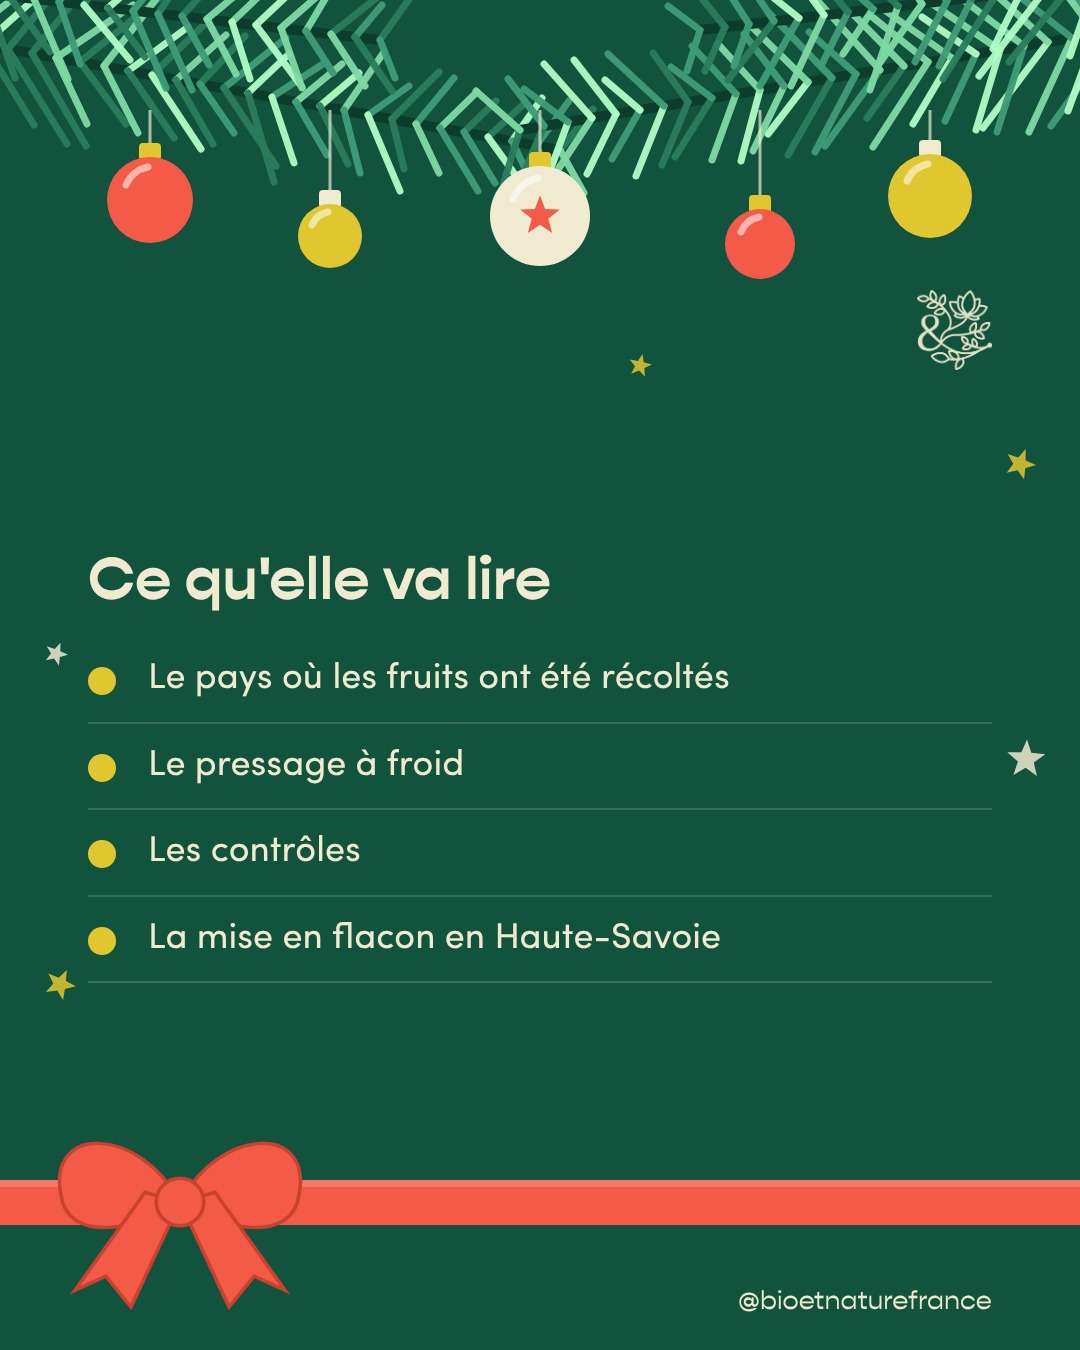 &
Ce qu'elle va lire
Le pays où les fruits ont été récoltés
Le pressage à froid
Les contrôles
La mise en flacon en Haute-Savoie
@bioetnaturefrance